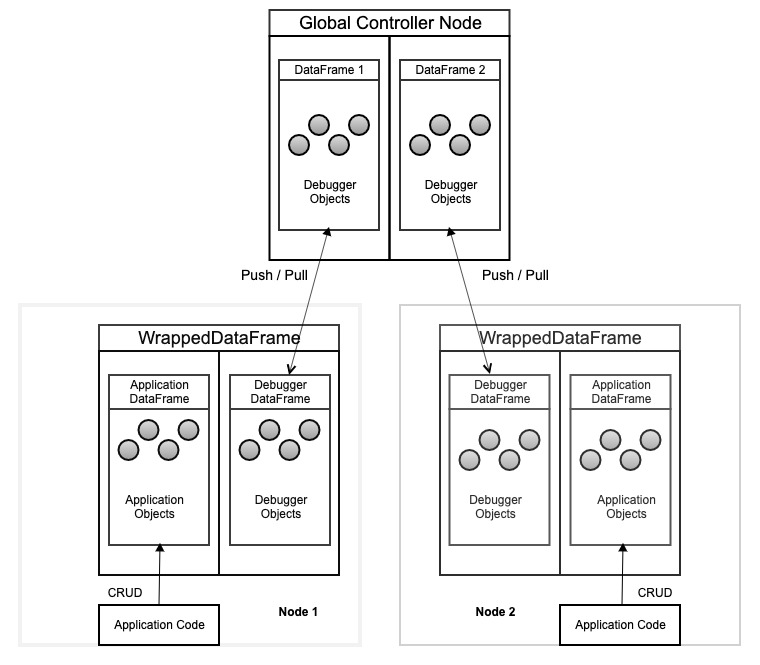 Global Controller Node
DataFrame 1
DataFrame 2
Debugger
Objects
Debugger
Objects
Push / Pull
Push / Pull
WrappedDataFrame
Application
DataFrame
Debugger
DataFrame
Application
Objects
Debugger
Objects
CRUD
Application Code
Node 1
WrappedDataFrame
Debugger
DataFrame
Application
DataFrame
Debugger
Objects
Application
Objects
Node 2
CRUD
Application Code